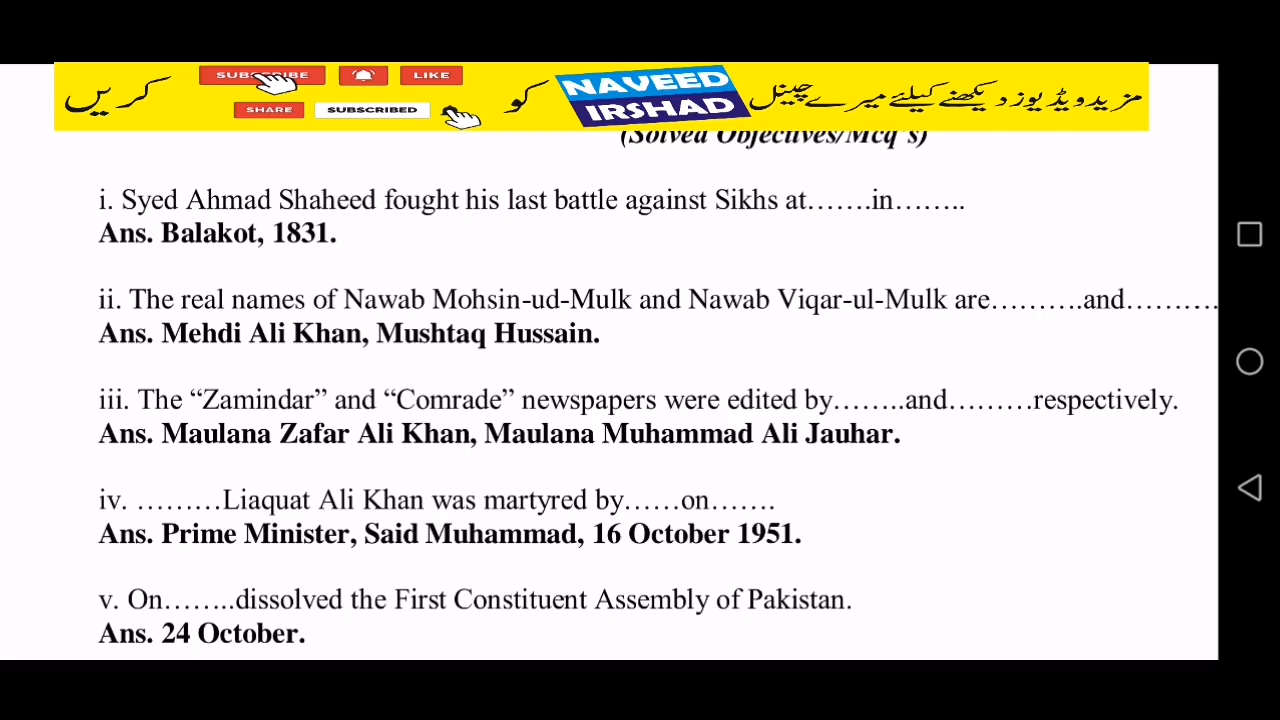 SUBSCRIBE
LIKE
مزید ویڈیوز دیکھنے کیلئے میرے چینل NAVEED IRSHAD کو کریں
SHARE SUBSCRIBED
(Solved Objectives/Mcq's)
i. Syed Ahmad Shaheed fought his last battle against Sikhs at…….in……..
Ans. Balakot, 1831.
ii. The real names of Nawab Mohsin-ud-Mulk and Nawab Viqar-ul-Mulk are……….and……….
Ans. Mehdi Ali Khan, Mushtaq Hussain.
iii. The “Zamindar” and “Comrade” newspapers were edited by……..and………respectively.
Ans. Maulana Zafar Ali Khan, Maulana Muhammad Ali Jauhar.
iv. ………Liaquat Ali Khan was martyred by……on…….
Ans. Prime Minister, Said Muhammad, 16 October 1951.
v. On……..dissolved the First Constituent Assembly of Pakistan.
Ans. 24 October.